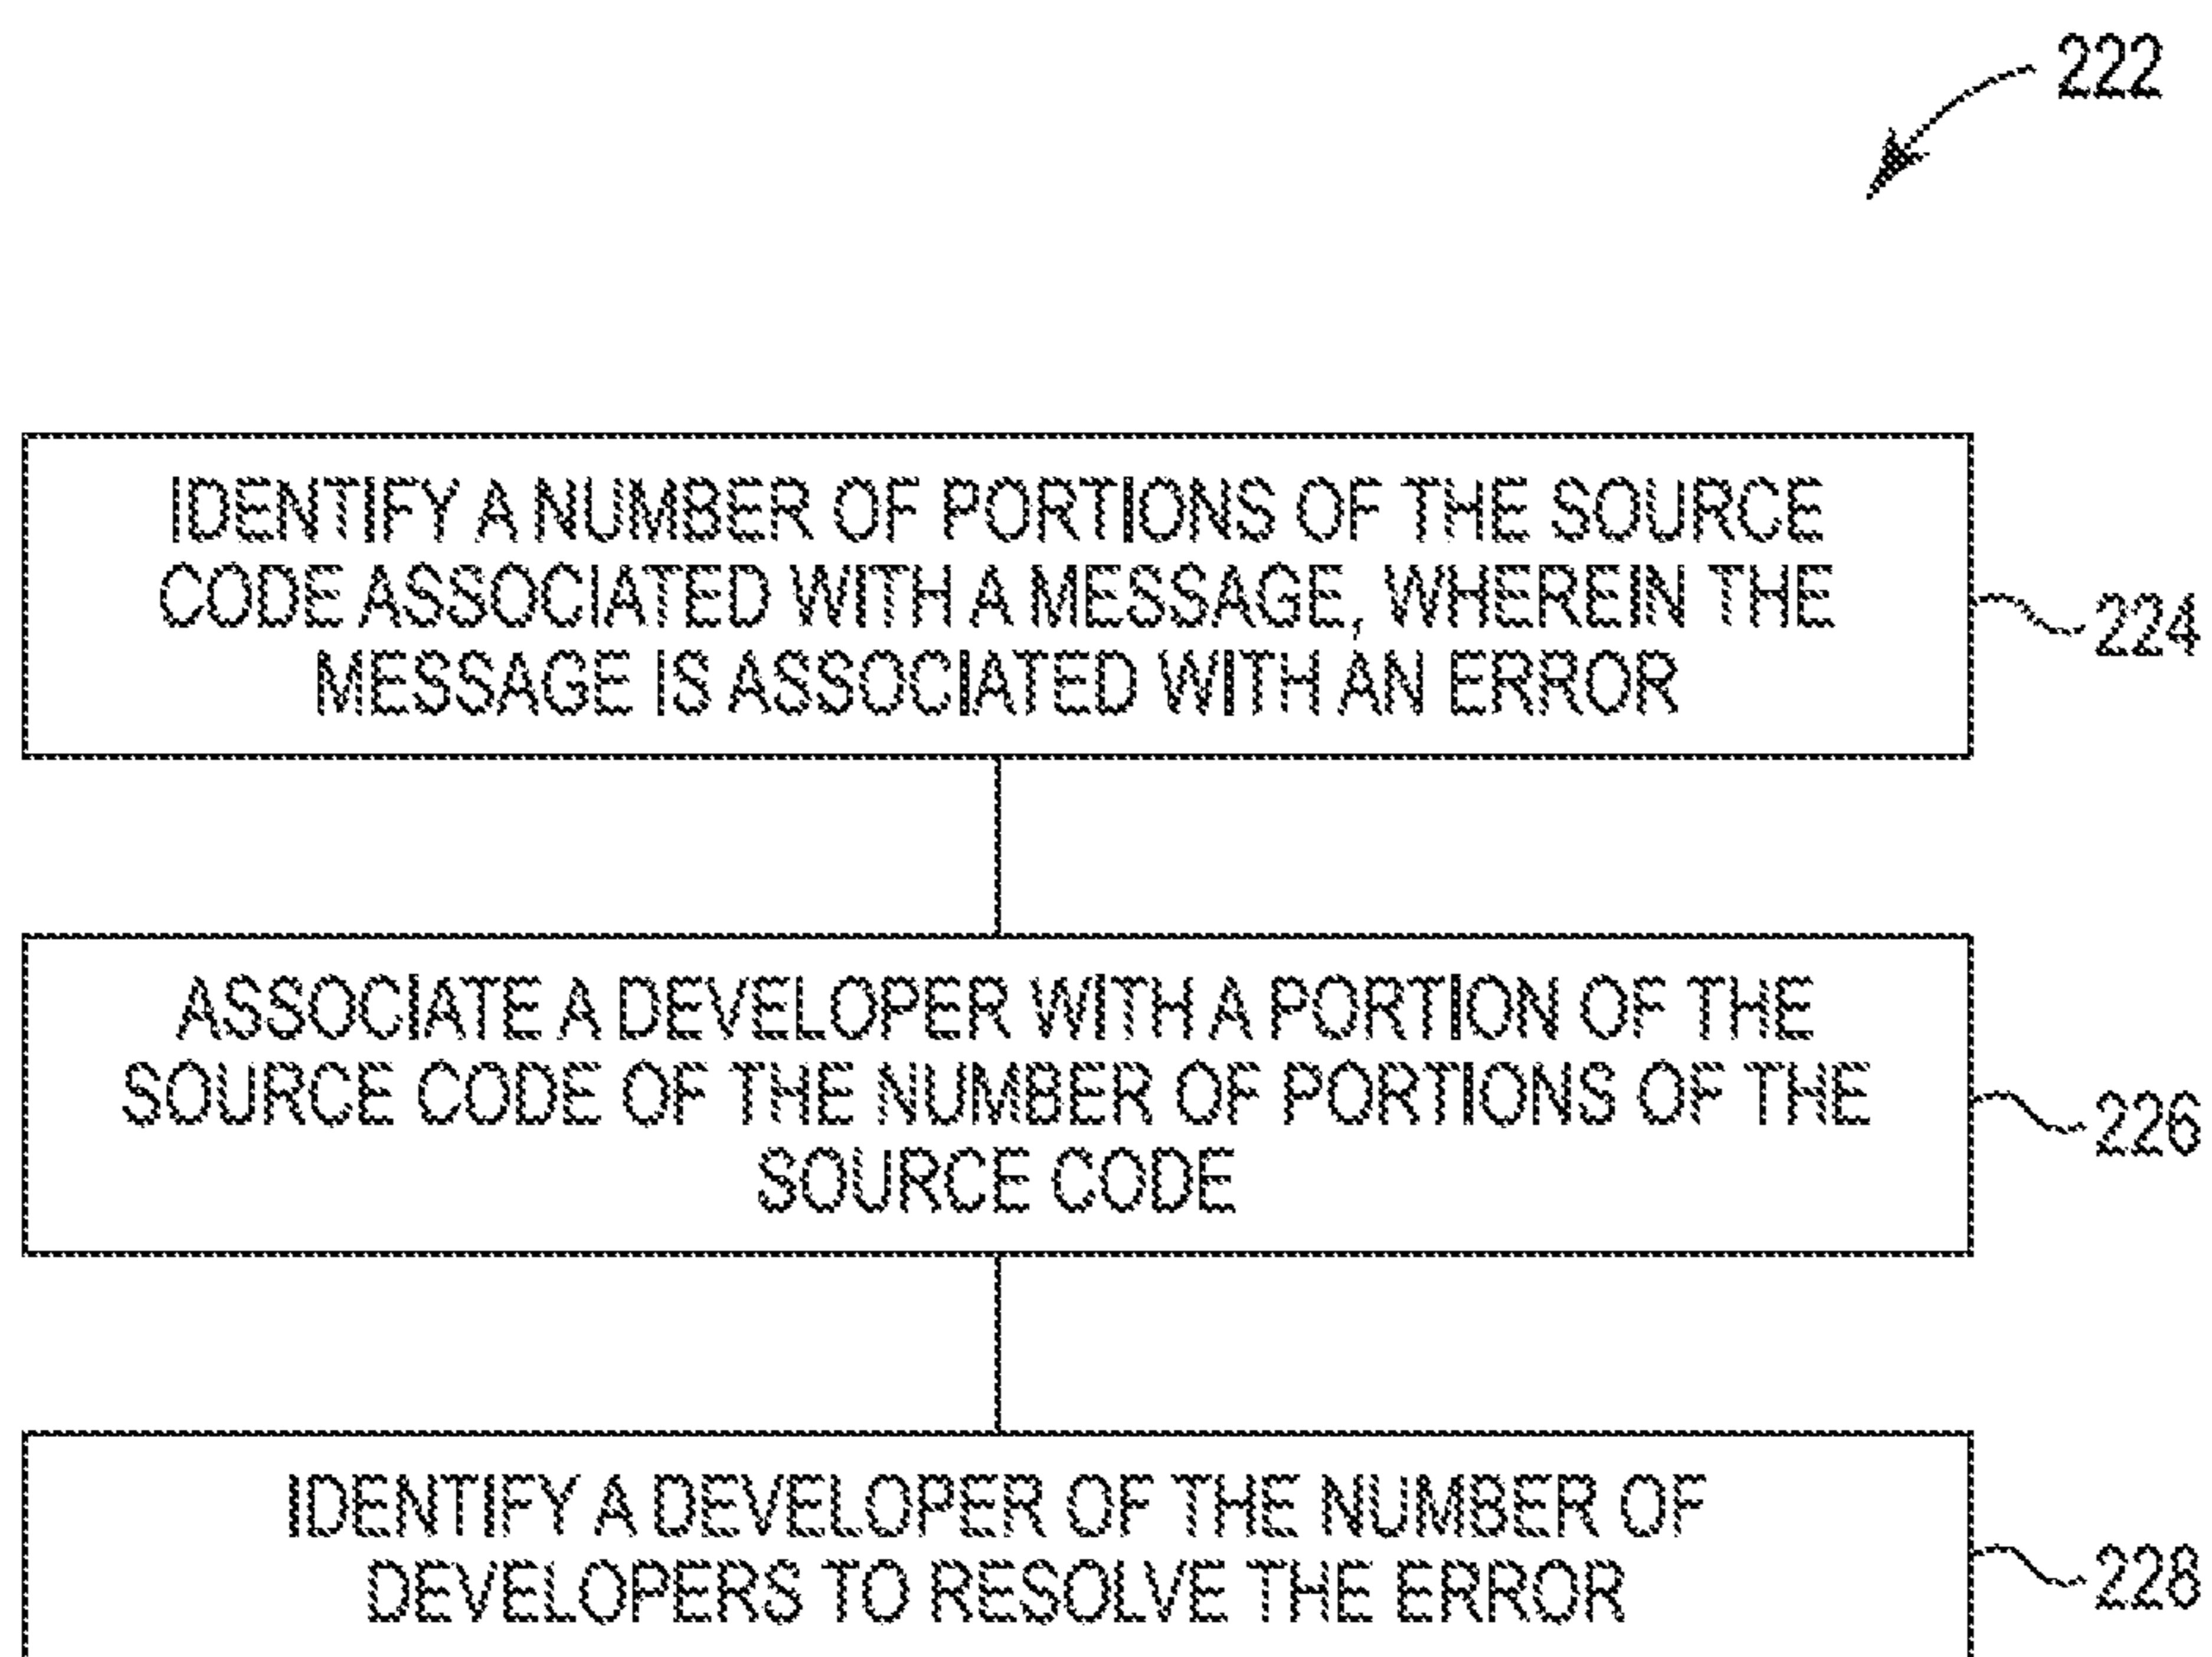 222
IDENTIFY A NUMBER OF PORTIONS OF THE SOURCE
CODE ASSOCIATED WITH A MESSAGE, WHEREIN THE
MESSAGE IS ASSOCIATED WITH AN ERROR
224
ASSOCIATE A DEVELOPER WITH A PORTION OF THE
SOURCE CODE OF THE NUMBER OF PORTIONS OF THE
SOURCE CODE
226
IDENTIFY A DEVELOPER OF THE NUMBER OF
DEVELOPERS TO RESOLVE THE ERROR
228